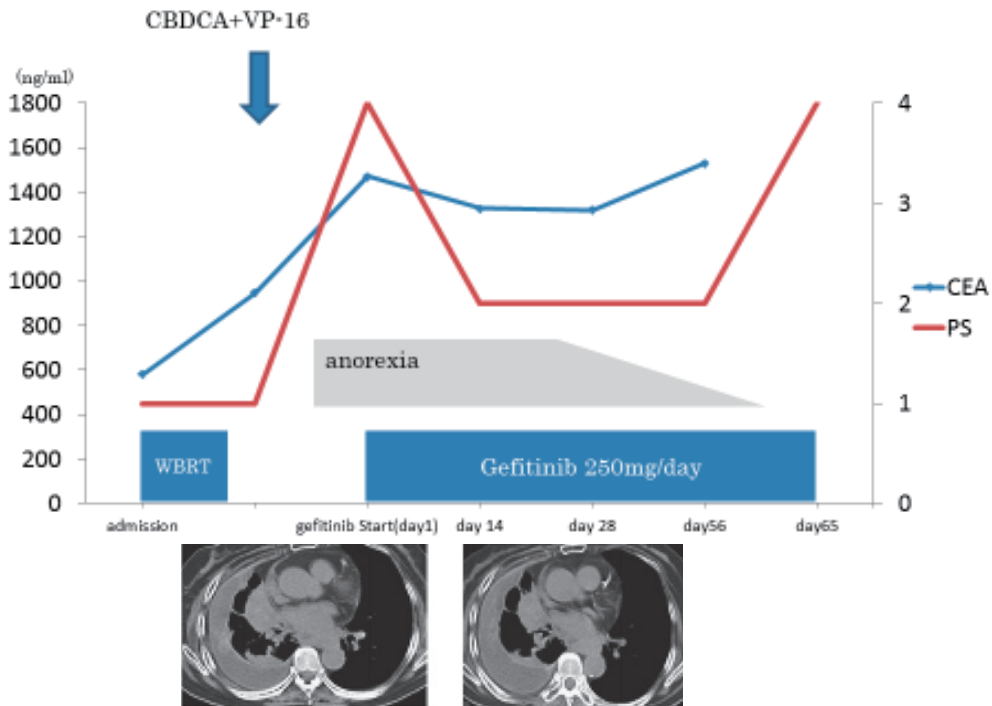 CBDCA+VP-16
(ng/ml)
1800
1600
1400
1200
1000
800
600
400
200
0
4
3
2
1
0
CEA
PS
anorexia
WBRT
Gefitinib 250mg/day
admission
gefitinib Start(day1)
day 14
day 28
day56
day65